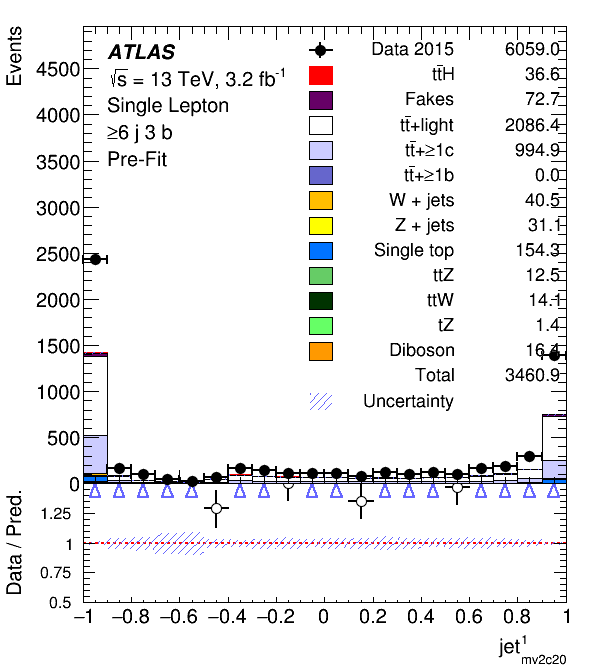 Events
4500
4000
3500
3000
2500
2000
1500
1000
500
0
ATLAS
√s = 13 TeV, 3.2 fb-1
Single Lepton
≥6 j 3 b
Pre-Fit
Data 2015 6059.0
tt̄H 36.6
Fakes 72.7
tt̄+light 2086.4
tt̄+≥1c 994.9
tt̄+≥1b 0.0
W + jets 40.5
Z + jets 31.1
Single top 154.3
ttZ 12.5
ttW 14.1
tZ 1.4
Diboson
Total 3460.9
Uncertainty
Data / Pred.
1.25
1
0.75
0.5
−1 −0.8 −0.6 −0.4 −0.2 0 0.2 0.4 0.6 0.8 1
jet1mv2c20